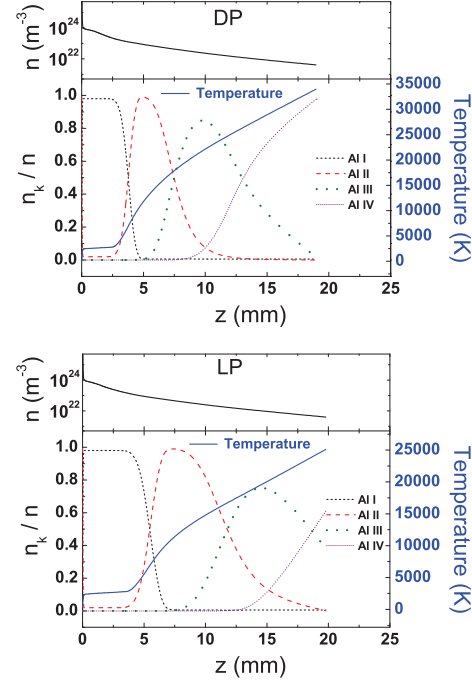 DP
n (m⁻³)
10²⁴
10²²
Temperature
1.0
0.8
0.6
0.4
0.2
0.0
nₖ / n
Al I
Al II
Al III
Al IV
35000
30000
25000
20000
15000
10000
5000
0
Temperature (K)
0 5 10 15 20 25
z (mm)
LP
n (m⁻³)
10²⁴
10²²
Temperature
1.0
0.8
0.6
0.4
0.2
0.0
nₖ / n
Al I
Al II
Al III
Al IV
25000
20000
15000
10000
5000
0
Temperature (K)
0 5 10 15 20 25
z (mm)